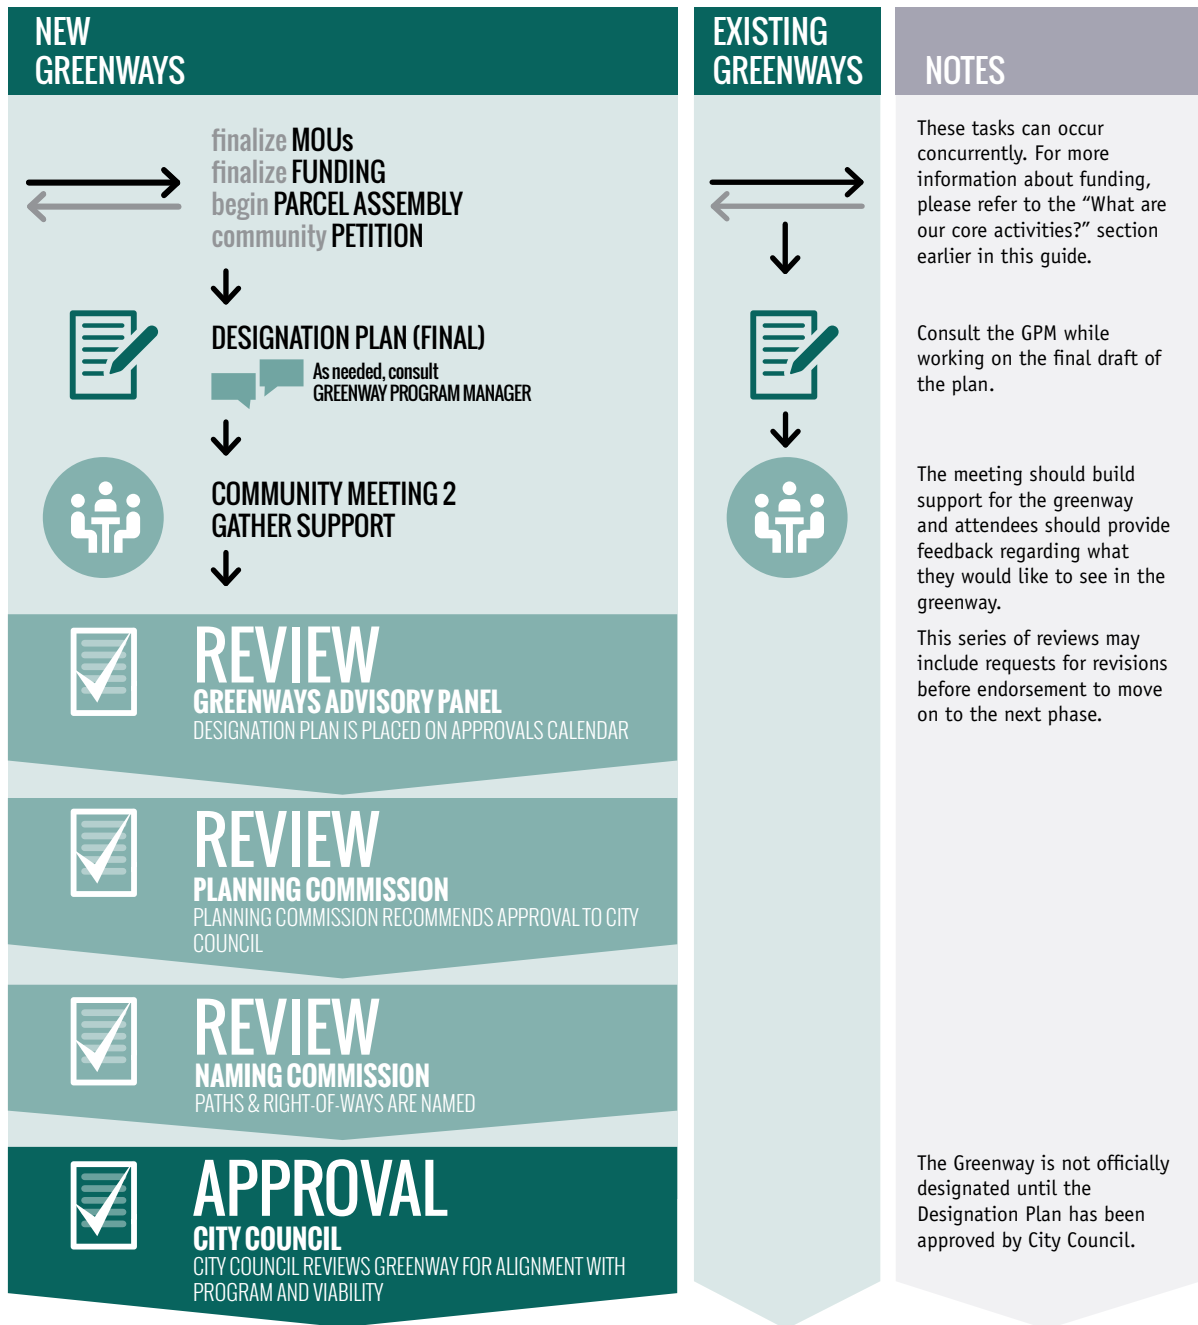 NEW
GREENWAYS
EXISTING
GREENWAYS
NOTES
finalize MOUs
finalize FUNDING
begin PARCEL ASSEMBLY
community PETITION
These tasks can occur
concurrently. For more
information about funding,
please refer to the “What are
our core activities?” section
earlier in this guide.
DESIGNATION PLAN (FINAL)
As needed, consult
GREENWAY PROGRAM MANAGER
Consult the GPM while
working on the final draft of
the plan.
COMMUNITY MEETING 2
GATHER SUPPORT
The meeting should build
support for the greenway
and attendees should provide
feedback regarding what
they would like to see in the
greenway.
REVIEW
GREENWAYS ADVISORY PANEL
DESIGNATION PLAN IS PLACED ON APPROVALS CALENDAR
This series of reviews may
include requests for revisions
before endorsement to move
on to the next phase.
REVIEW
PLANNING COMMISSION
PLANNING COMMISSION RECOMMENDS APPROVAL TO CITY
COUNCIL
REVIEW
NAMING COMMISSION
PATHS & RIGHT-OF-WAYS ARE NAMED
APPROVAL
CITY COUNCIL
CITY COUNCIL REVIEWS GREENWAY FOR ALIGNMENT WITH
PROGRAM AND VIABILITY
The Greenway is not officially
designated until the
Designation Plan has been
approved by City Council.